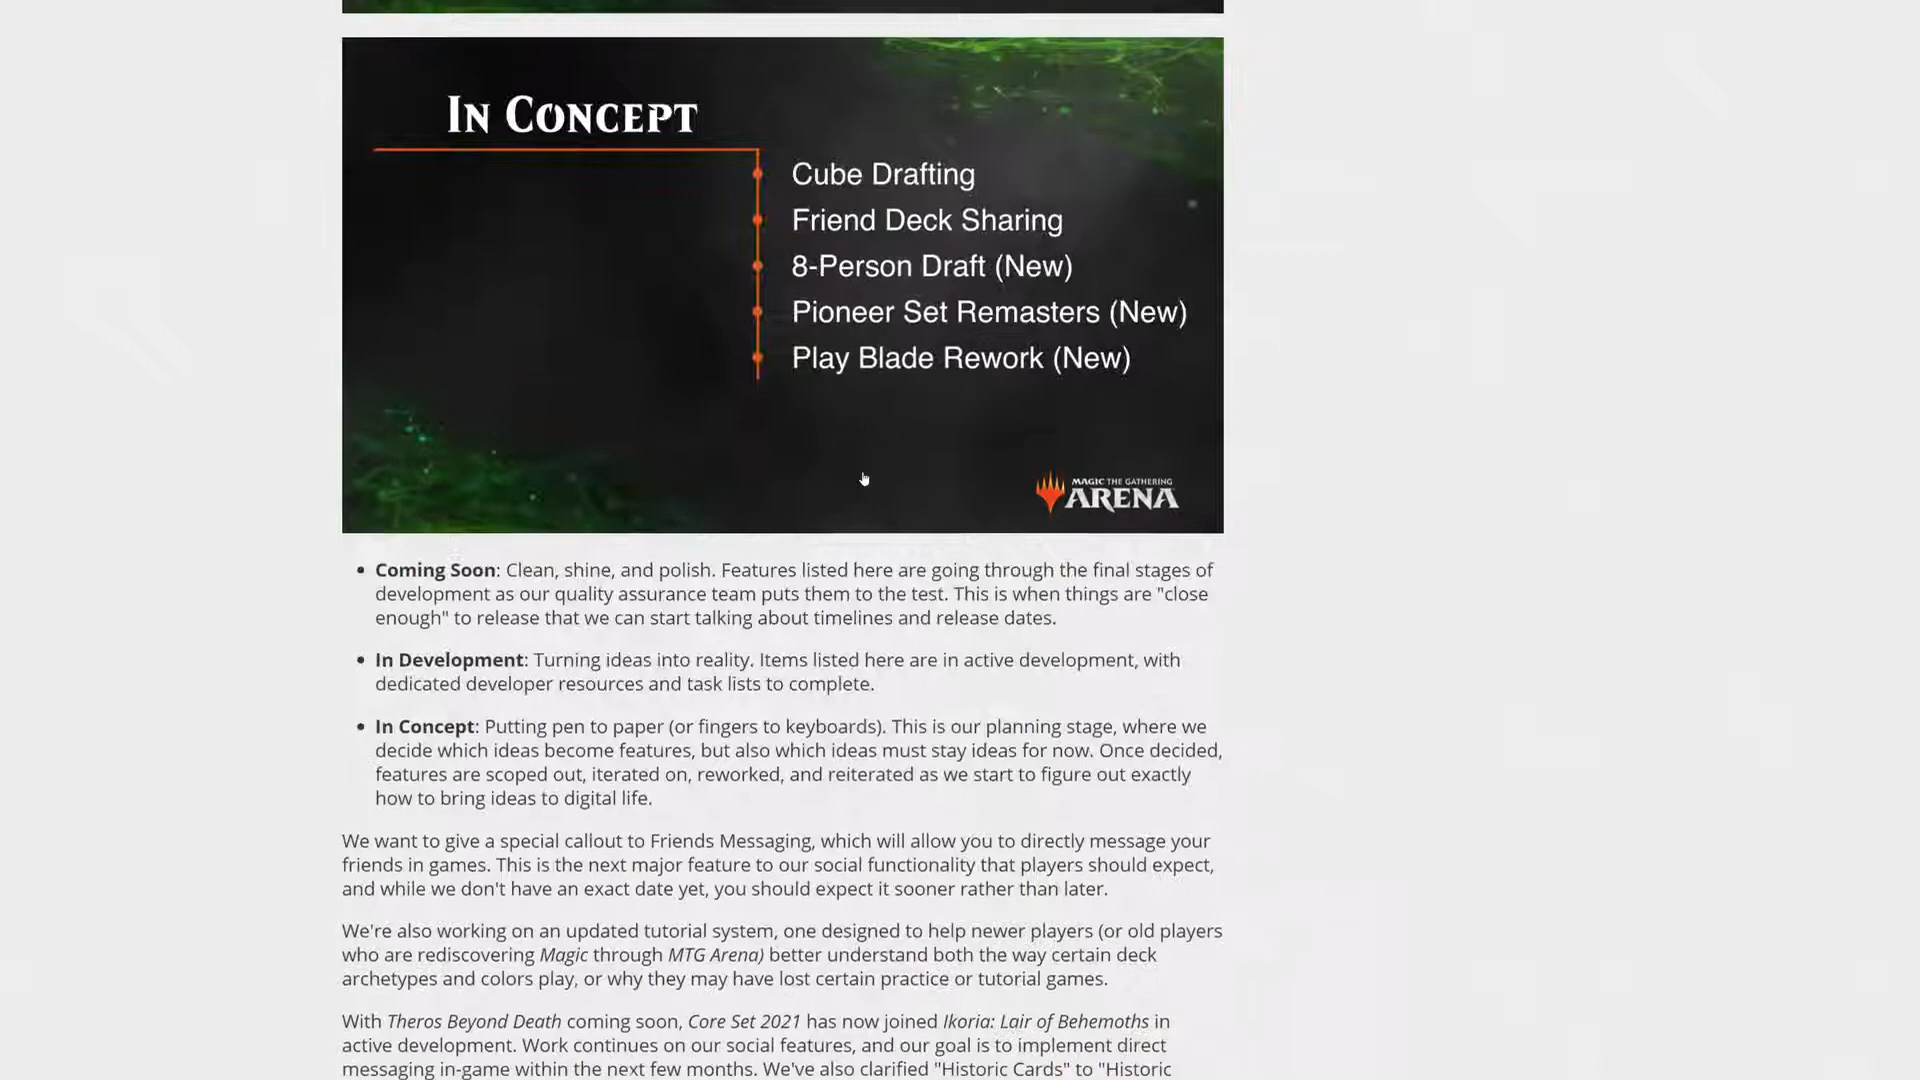 IN CONCEPT
Cube Drafting
Friend Deck Sharing
8-Person Draft (New)
Pioneer Set Remasters (New)
Play Blade Rework (New)
MAGIC THE GATHERING
ARENA
• Coming Soon: Clean, shine, and polish. Features listed here are going through the final stages of
development as our quality assurance team puts them to the test. This is when things are "close
enough" to release that we can start talking about timelines and release dates.
• In Development: Turning ideas into reality. Items listed here are in active development, with
dedicated developer resources and task lists to complete.
• In Concept: Putting pen to paper (or fingers to keyboards). This is our planning stage, where we
decide which ideas become features, but also which ideas must stay ideas for now. Once decided,
features are scoped out, iterated on, reworked, and reiterated as we start to figure out exactly
how to bring ideas to digital life.
We want to give a special callout to Friends Messaging, which will allow you to directly message your
friends in games. This is the next major feature to our social functionality that players should expect,
and while we don't have an exact date yet, you should expect it sooner rather than later.
We're also working on an updated tutorial system, one designed to help newer players (or old players
who are rediscovering Magic through MTG Arena) better understand both the way certain deck
archetypes and colors play, or why they may have lost certain practice or tutorial games.
With Theros Beyond Death coming soon, Core Set 2021 has now joined Ikoria: Lair of Behemoths in
active development. Work continues on our social features, and our goal is to implement direct
messaging in-game within the next few months. We've also clarified "Historic Cards" to "Historic